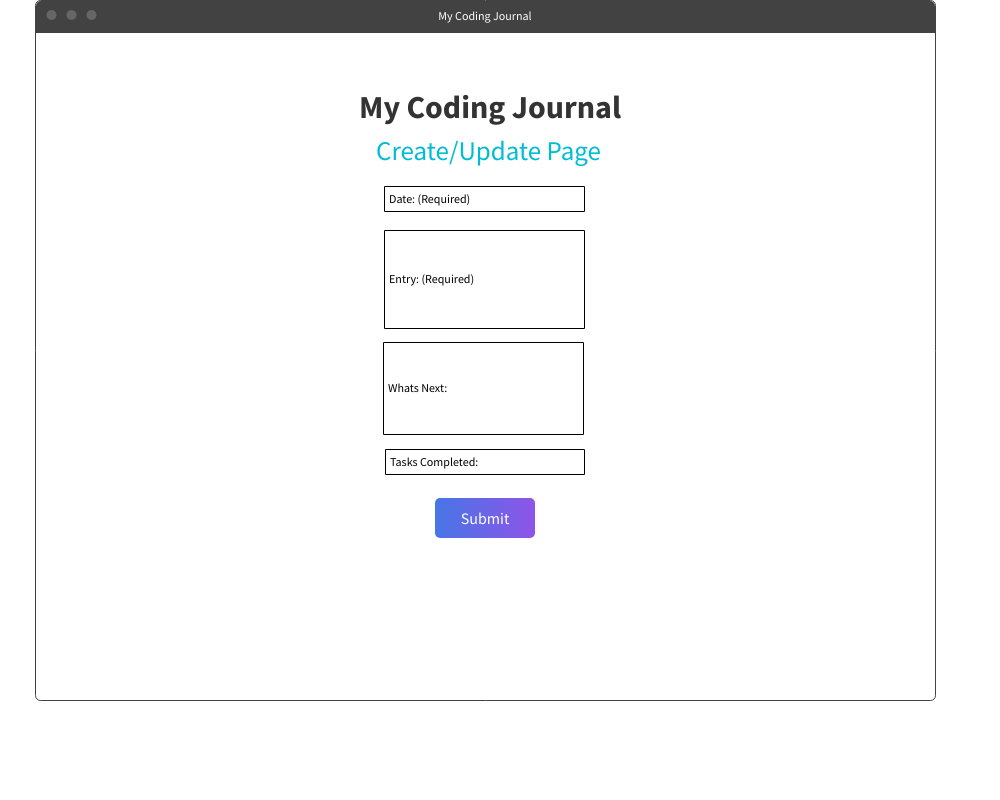 My Coding Journal
My Coding Journal
Create/Update Page
Date: (Required)
Entry: (Required)
Whats Next:
Tasks Completed:
Submit